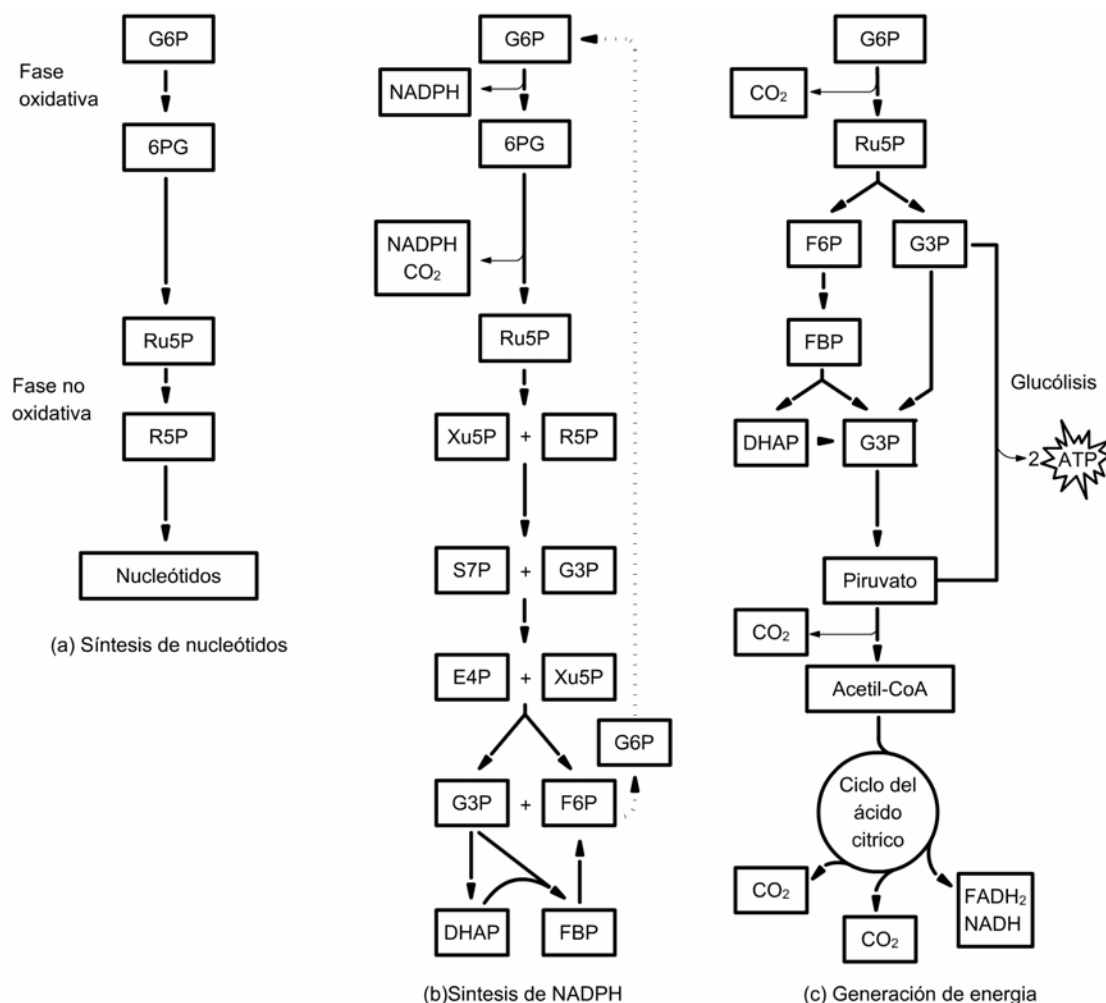 G6P
Fase
oxidativa
6PG
Ru5P
Fase no
oxidativa
R5P
Nucleótidos
(a) Síntesis de nucleótidos
G6P
NADPH
6PG
NADPH
CO₂
Ru5P
Xu5P + R5P
S7P + G3P
E4P + Xu5P
G6P
G3P + F6P
DHAP
FBP
(b)Sintesis de NADPH
G6P
CO₂
Ru5P
F6P
G3P
FBP
Glucólisis
DHAP
G3P
2 ATP
Piruvato
CO₂
Acetil-CoA
Ciclo del
ácido
citrico
CO₂
CO₂
FADH₂
NADH
(c) Generación de energia